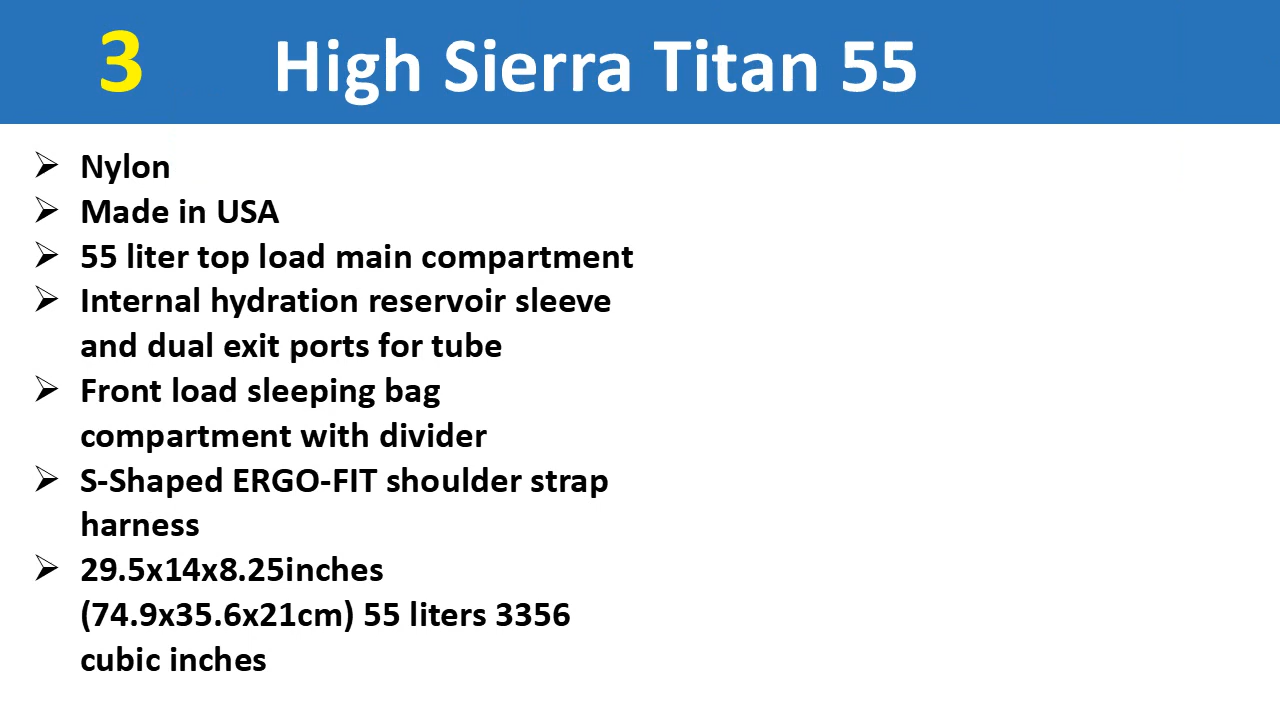 3 High Sierra Titan 55
➢ Nylon
➢ Made in USA
➢ 55 liter top load main compartment
➢ Internal hydration reservoir sleeve
and dual exit ports for tube
➢ Front load sleeping bag
compartment with divider
➢ S-Shaped ERGO-FIT shoulder strap
harness
➢ 29.5x14x8.25inches
(74.9x35.6x21cm) 55 liters 3356
cubic inches